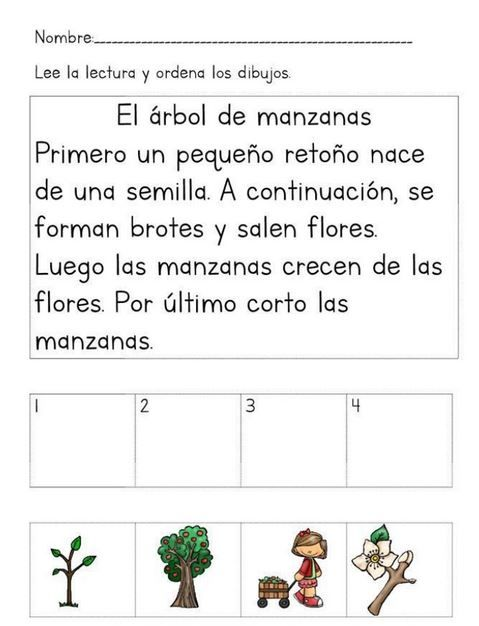 Nombre:____________________
Lee la lectura y ordena los dibujos.
El árbol de manzanas
Primero un pequeño retoño nace
de una semilla. A continuación, se
forman brotes y salen flores.
Luego las manzanas crecen de las
flores. Por último corto las
manzanas.
1 2 3 4